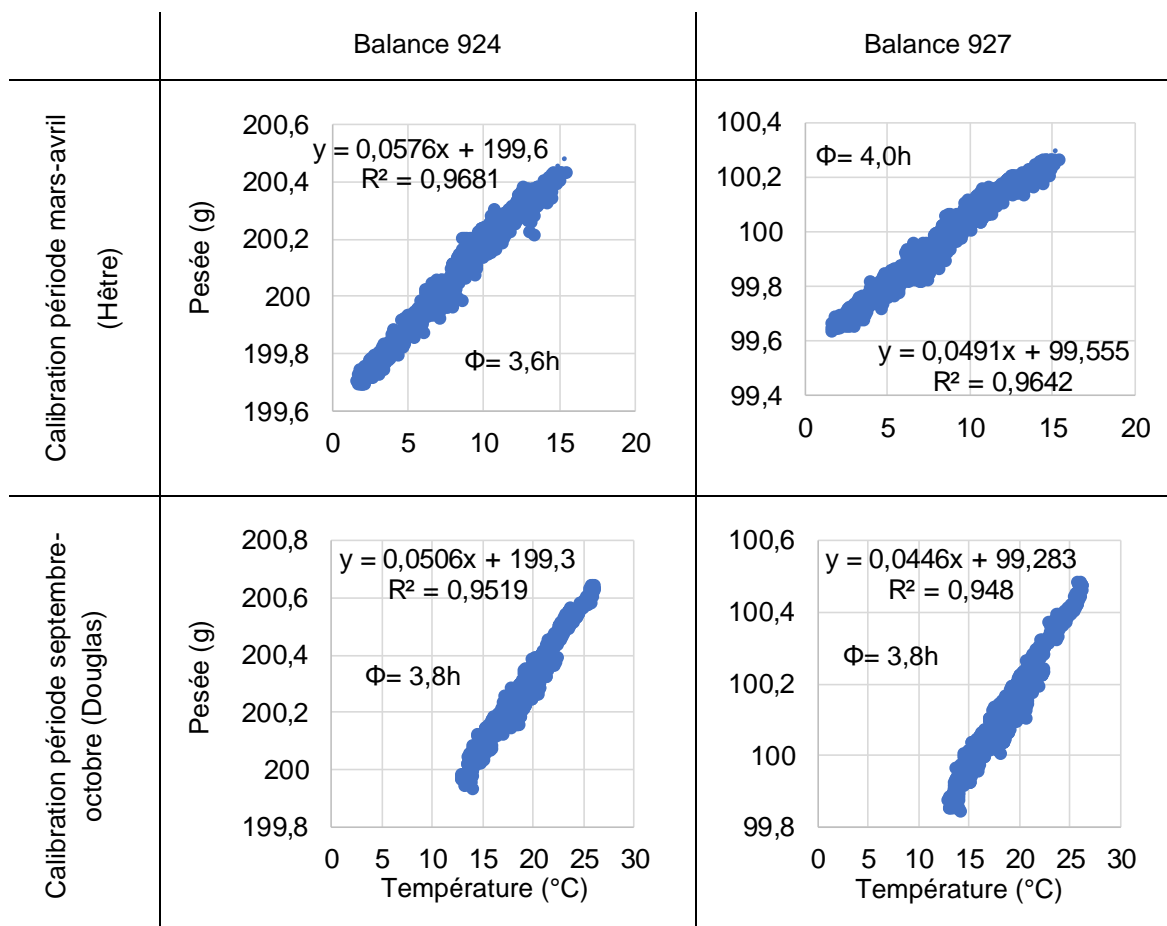 Balance 924
Balance 927
Calibration période mars-avril
(Hêtre)
Pesée (g)
200,6
200,4
200,2
200
199,8
199,6
y = 0,0576x + 199,6
R² = 0,9681
Φ= 3,6h
0 5 10 15 20
100,4
100,2
100
99,8
99,6
99,4
Φ= 4,0h
y = 0,0491x + 99,555
R² = 0,9642
0 5 10 15 20
Calibration période septembre-
octobre (Douglas)
Pesée (g)
200,8
200,6
200,4
200,2
200
199,8
y = 0,0506x + 199,3
R² = 0,9519
Φ= 3,8h
0 5 10 15 20 25 30
Température (°C)
100,6
100,4
100,2
100
99,8
y = 0,0446x + 99,283
R² = 0,948
Φ= 3,8h
0 5 10 15 20 25 30
Température (°C)